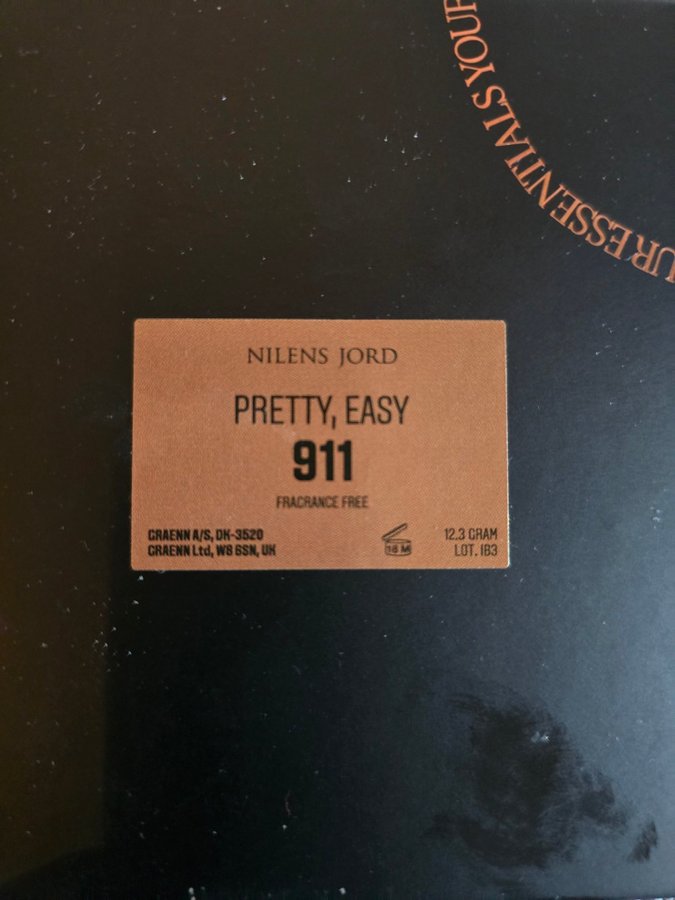 UR ESSENTIALS YOUR
NILENS JORD
PRETTY, EASY
911
FRAGRANCE FREE
GRAENN A/S, DK-3520
GRAENN Ltd, W8 6SN, UK
18 M
12.3 GRAM
LOT. 1B3